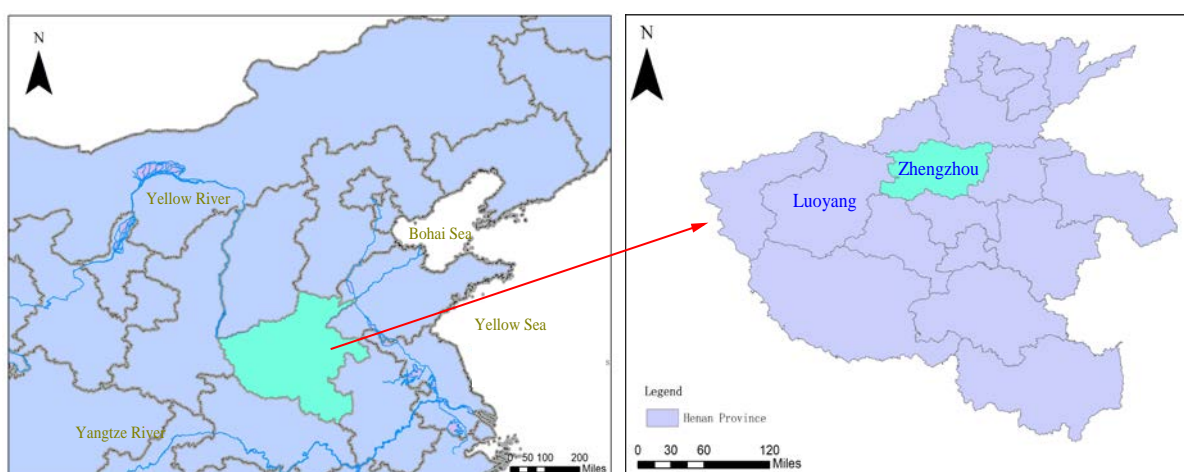 N
Yellow River
Bohai Sea
Yellow Sea
Yangtze River
0 50 100 200
Miles
N
Zhengzhou
Luoyang
Legend
Henan Province
0 15 30 60 120
Miles